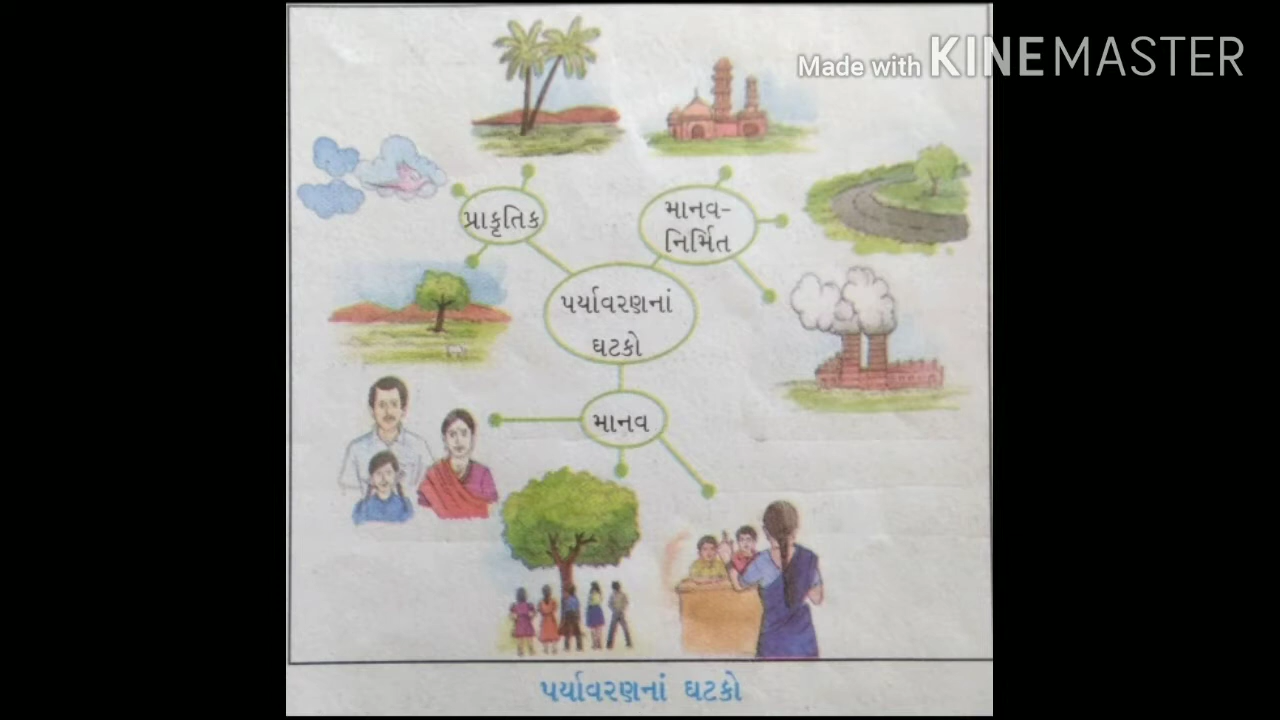 Made with KINEMASTER
પ્રાકૃતિક
માનવ-
નિર્મિત
પર્યાવરણનાં
ઘટકો
માનવ
પર્યાવરણનાં ઘટકો